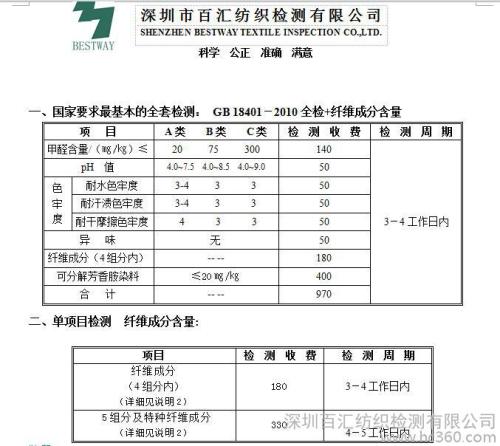 深圳市百汇纺织检测有限公司
SHENZHEN BESTWAY TEXTILE INSPECTION CO.,LTD.
BESTWAY
科学 公正 准确 满意
一、国家要求最基本的全套检测: GB 18401-2010 全检+纤维成分含量
项 目 A类 B类 C类 检测收费 检测周期
甲醛含量/(mg/kg)≤ 20 75 300 140
pH 值 4.0~7.5 4.0~8.5 4.0~9.0 50
色牢度 耐水色牢度 3-4 3 3 50
耐汗渍色牢度 3-4 3 3 50
耐干摩擦色牢度 4 3 3 50
3-4工作日内
异 味 无 50
纤维成分(4组分内) ---- 180
可分解芳香胺染料 ≤20mg/kg 400
合 计 ---- 970
二、单项目检测 纤维成分含量:
项目 检测收费 检测周期
纤维成分
(4组分内)
(详细见说明2)
180 3-4工作日内
5组分及特种纤维成分
(详细见说明2)
330 4-5工作日内
深圳百汇纺织检测有限公司